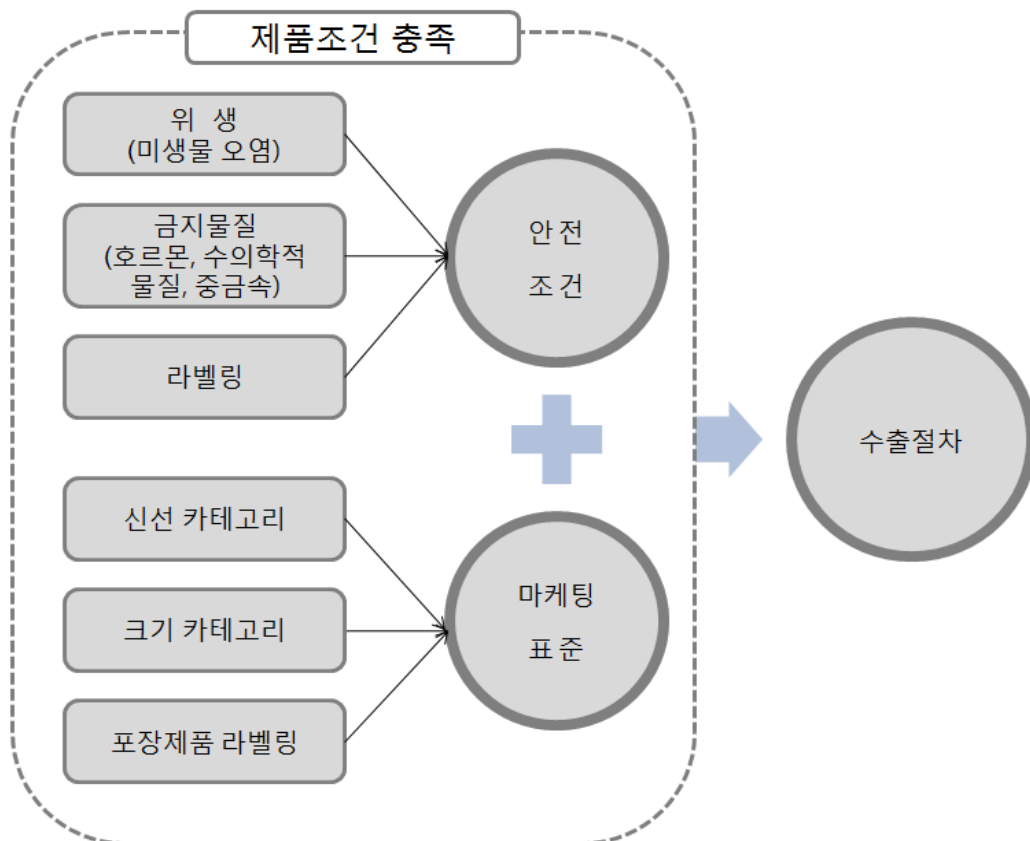 제품조건 충족
위 생
(미생물 오염)
금지물질
(호르몬, 수의학적
물질, 중금속)
라벨링
안전
조건
신선 카테고리
크기 카테고리
포장제품 라벨링
마케팅
표준
수출절차